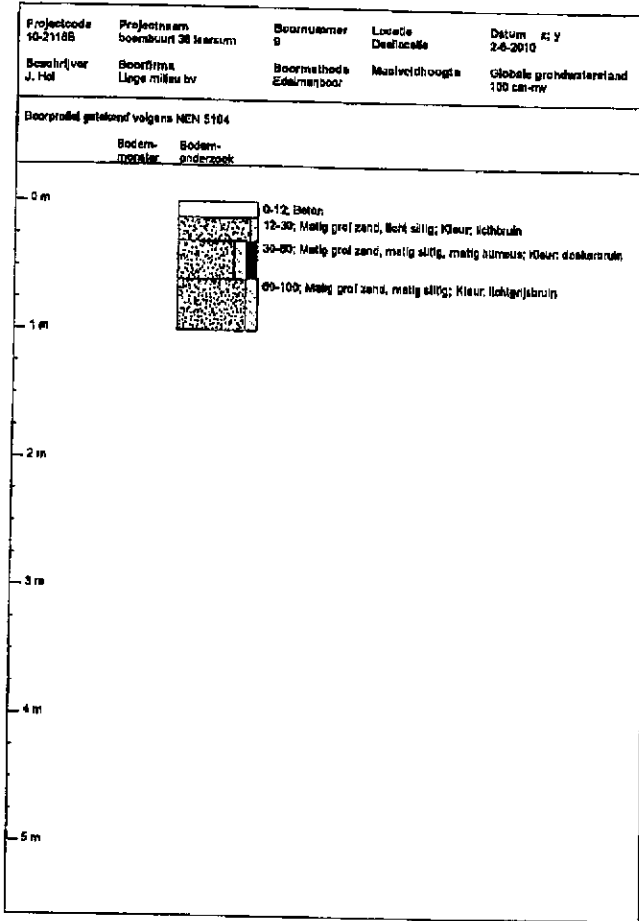 Projectcode Projectnaam Boornummer Locatie Datum x; y
10-2116B boomsuurt 38 leersum 9 Deellocatie 2-6-2010
Beschrijver Boorfirma Boormethode Maaiveldhoogte Globale grondwaterstand
J. Hol Linge milieu bv Edelmanboor 100 cm-mv
Boorprofiel getekend volgens NEN 5104
Bodem- Bodem-
monster onderzoek
0 m
0-12; Beton
12-30; Matig grof zand, licht siltig; Kleur: lichtbruin
30-60; Matig grof zand, matig siltig, matig humeus; Kleur: donkerbruin
60-100; Matig grof zand, matig siltig; Kleur: lichtgrijsbruin
1 m
2 m
3 m
4 m
5 m